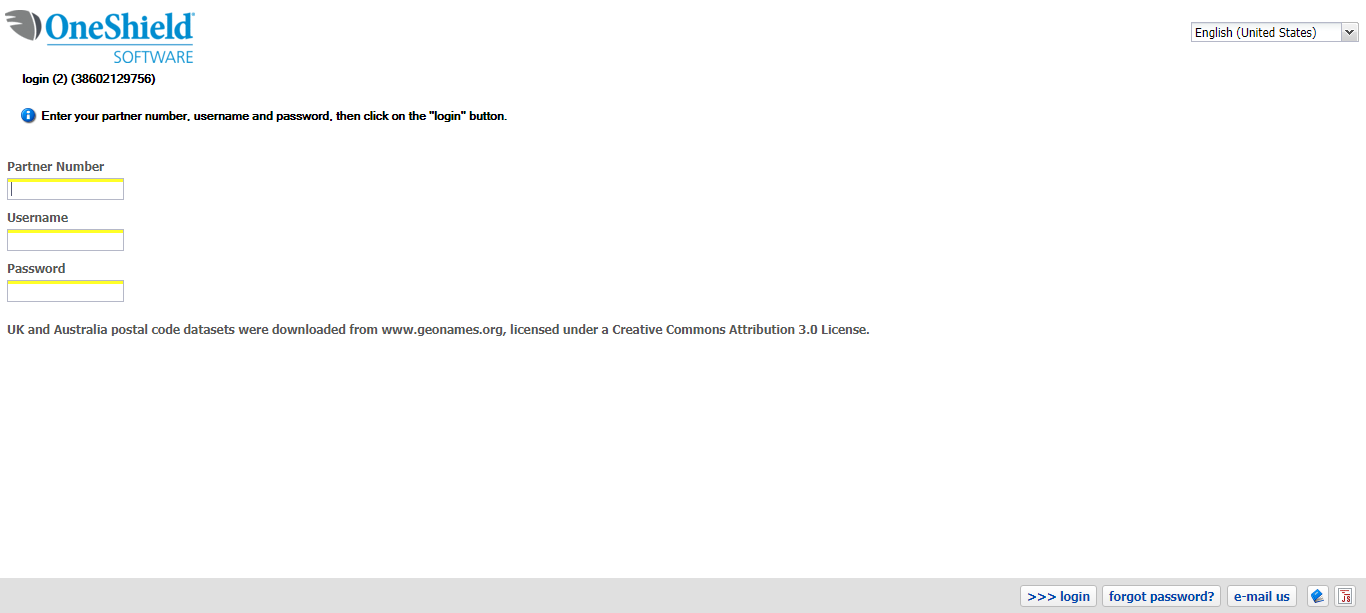 OneShield
SOFTWARE
English (United States)
login (2) (38602129756)
Enter your partner number, username and password, then click on the "login" button.
Partner Number
Username
Password
UK and Australia postal code datasets were downloaded from www.geonames.org, licensed under a Creative Commons Attribution 3.0 License.
>>> login forgot password? e-mail us JS